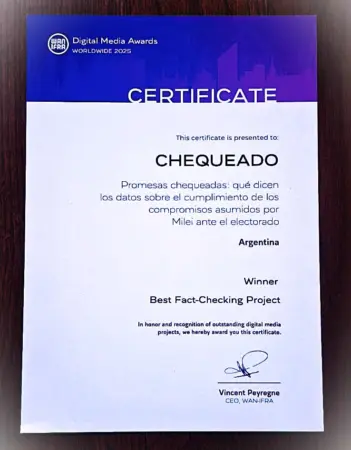 wan ifra
Digital Media Awards
WORLDWIDE 2025
CERTIFICATE
This certificate is presented to:
CHEQUEADO
Promesas chequeadas: qué dicen
los datos sobre el cumplimiento de los
compromisos asumidos por
Milei ante el electorado
Argentina
Winner
Best Fact-Checking Project
In honor and recognition of outstanding digital media
projects, we hereby award you this certificate.
Vincent Peyregne
CEO, WAN-IFRA